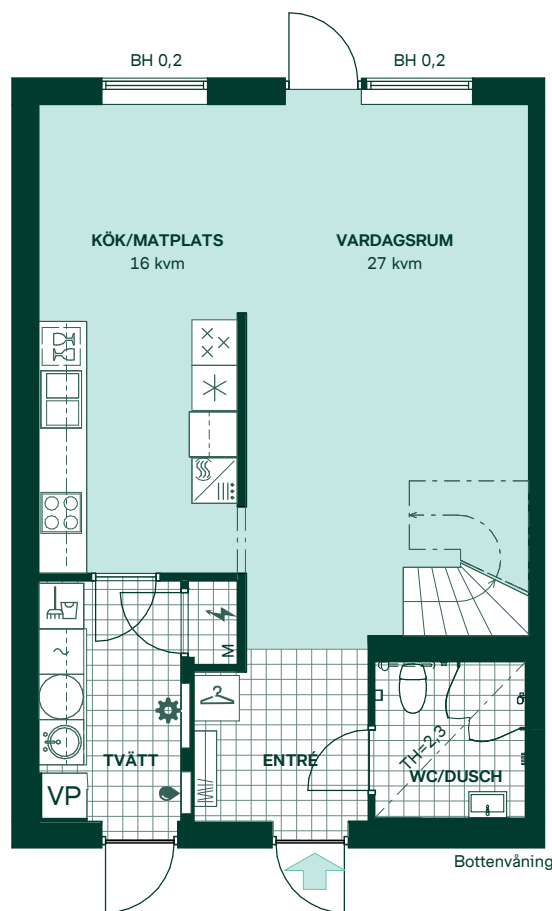 BH 0,2
BH 0,2
KÖK/MATPLATS
16 kvm
VARDAGSRUM
27 kvm
M
TVÄTT
ENTRÉ
TH=2,3
WC/DUSCH
VP
Bottenvåning